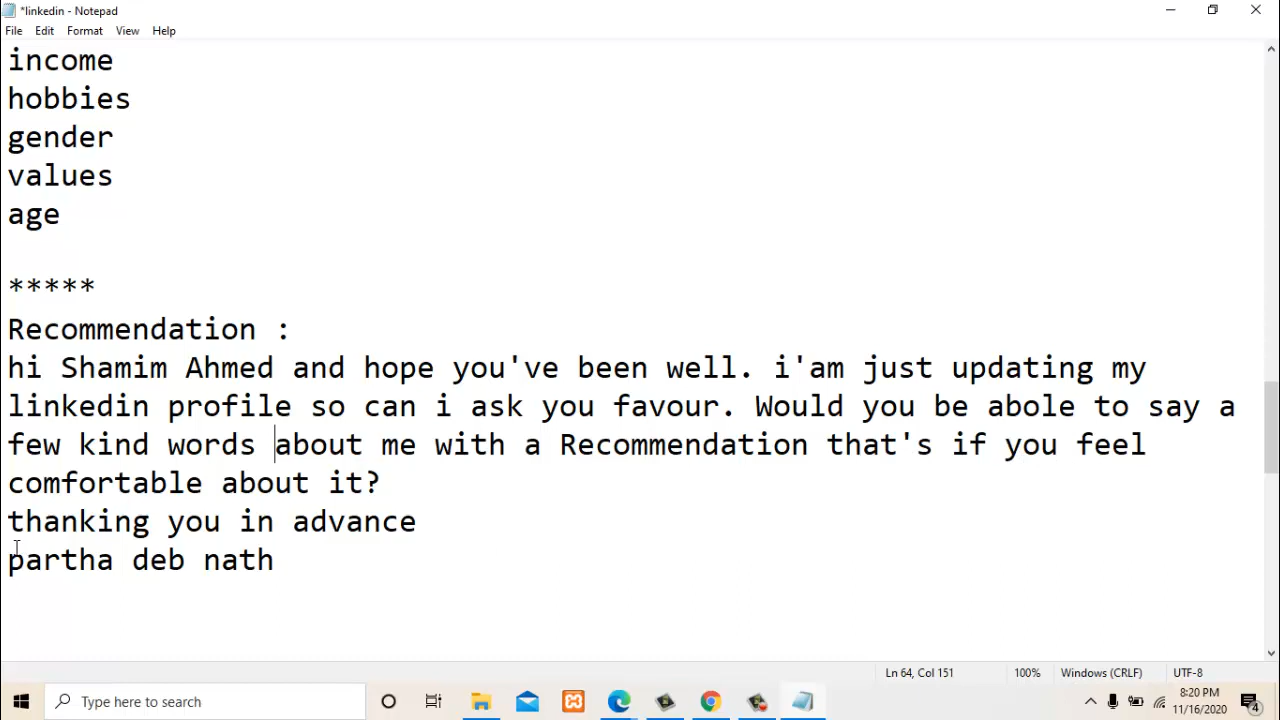 *linkedin - Notepad
File Edit Format View Help
income
hobbies
gender
values
age
*****
Recommendation :
hi Shamim Ahmed and hope you've been well. i'am just updating my
linkedin profile so can i ask you favour. Would you be abole to say a
few kind words about me with a Recommendation that's if you feel
comfortable about it?
thanking you in advance
partha deb nath
Ln 64, Col 151 100% Windows (CRLF) UTF-8
Type here to search
8:20 PM
11/16/2020
4